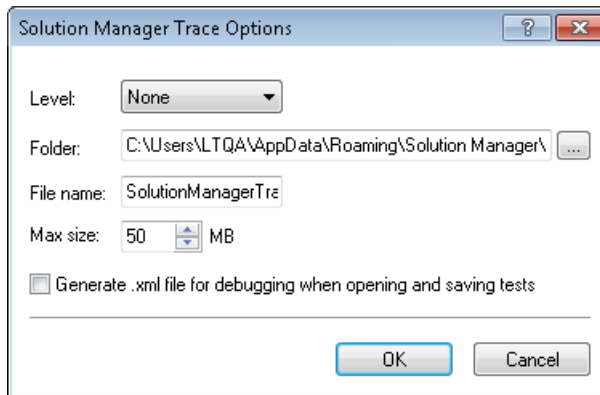 Solution Manager Trace Options
Level: None
Folder: C:\Users\LTQA\AppData\Roaming\Solution Manager\ ...
File name: SolutionManagerTra
Max size: 50 MB
Generate .xml file for debugging when opening and saving tests
OK Cancel